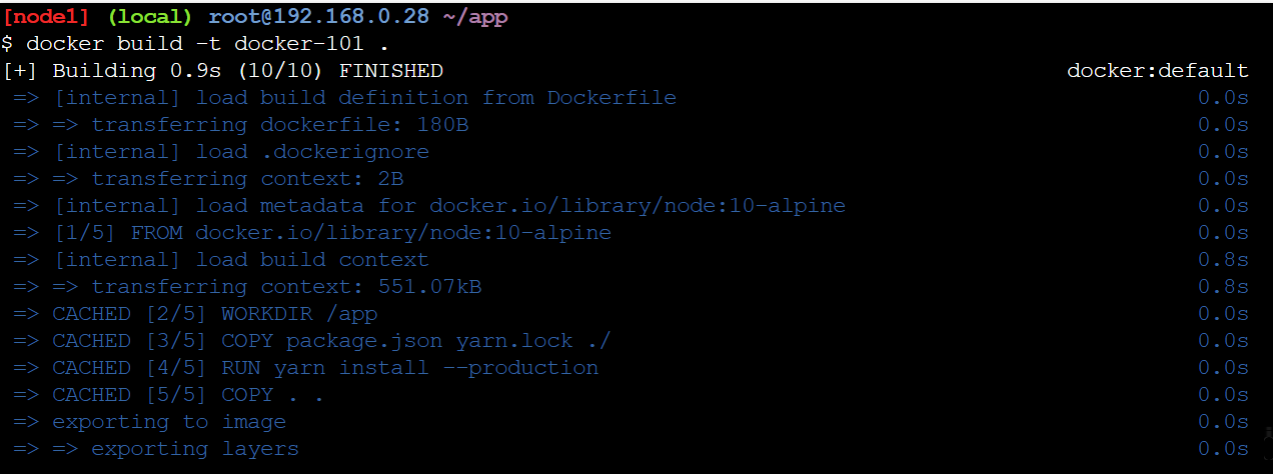 [node1] (local) root@192.168.0.28 ~/app
$ docker build -t docker-101 .
[+] Building 0.9s (10/10) FINISHED docker:default
=> [internal] load build definition from Dockerfile 0.0s
=> => transferring dockerfile: 180B 0.0s
=> [internal] load .dockerignore 0.0s
=> => transferring context: 2B 0.0s
=> [internal] load metadata for docker.io/library/node:10-alpine 0.0s
=> [1/5] FROM docker.io/library/node:10-alpine 0.0s
=> [internal] load build context 0.8s
=> => transferring context: 551.07kB 0.8s
=> CACHED [2/5] WORKDIR /app 0.0s
=> CACHED [3/5] COPY package.json yarn.lock ./ 0.0s
=> CACHED [4/5] RUN yarn install --production 0.0s
=> CACHED [5/5] COPY . . 0.0s
=> exporting to image 0.0s
=> => exporting layers 0.0s